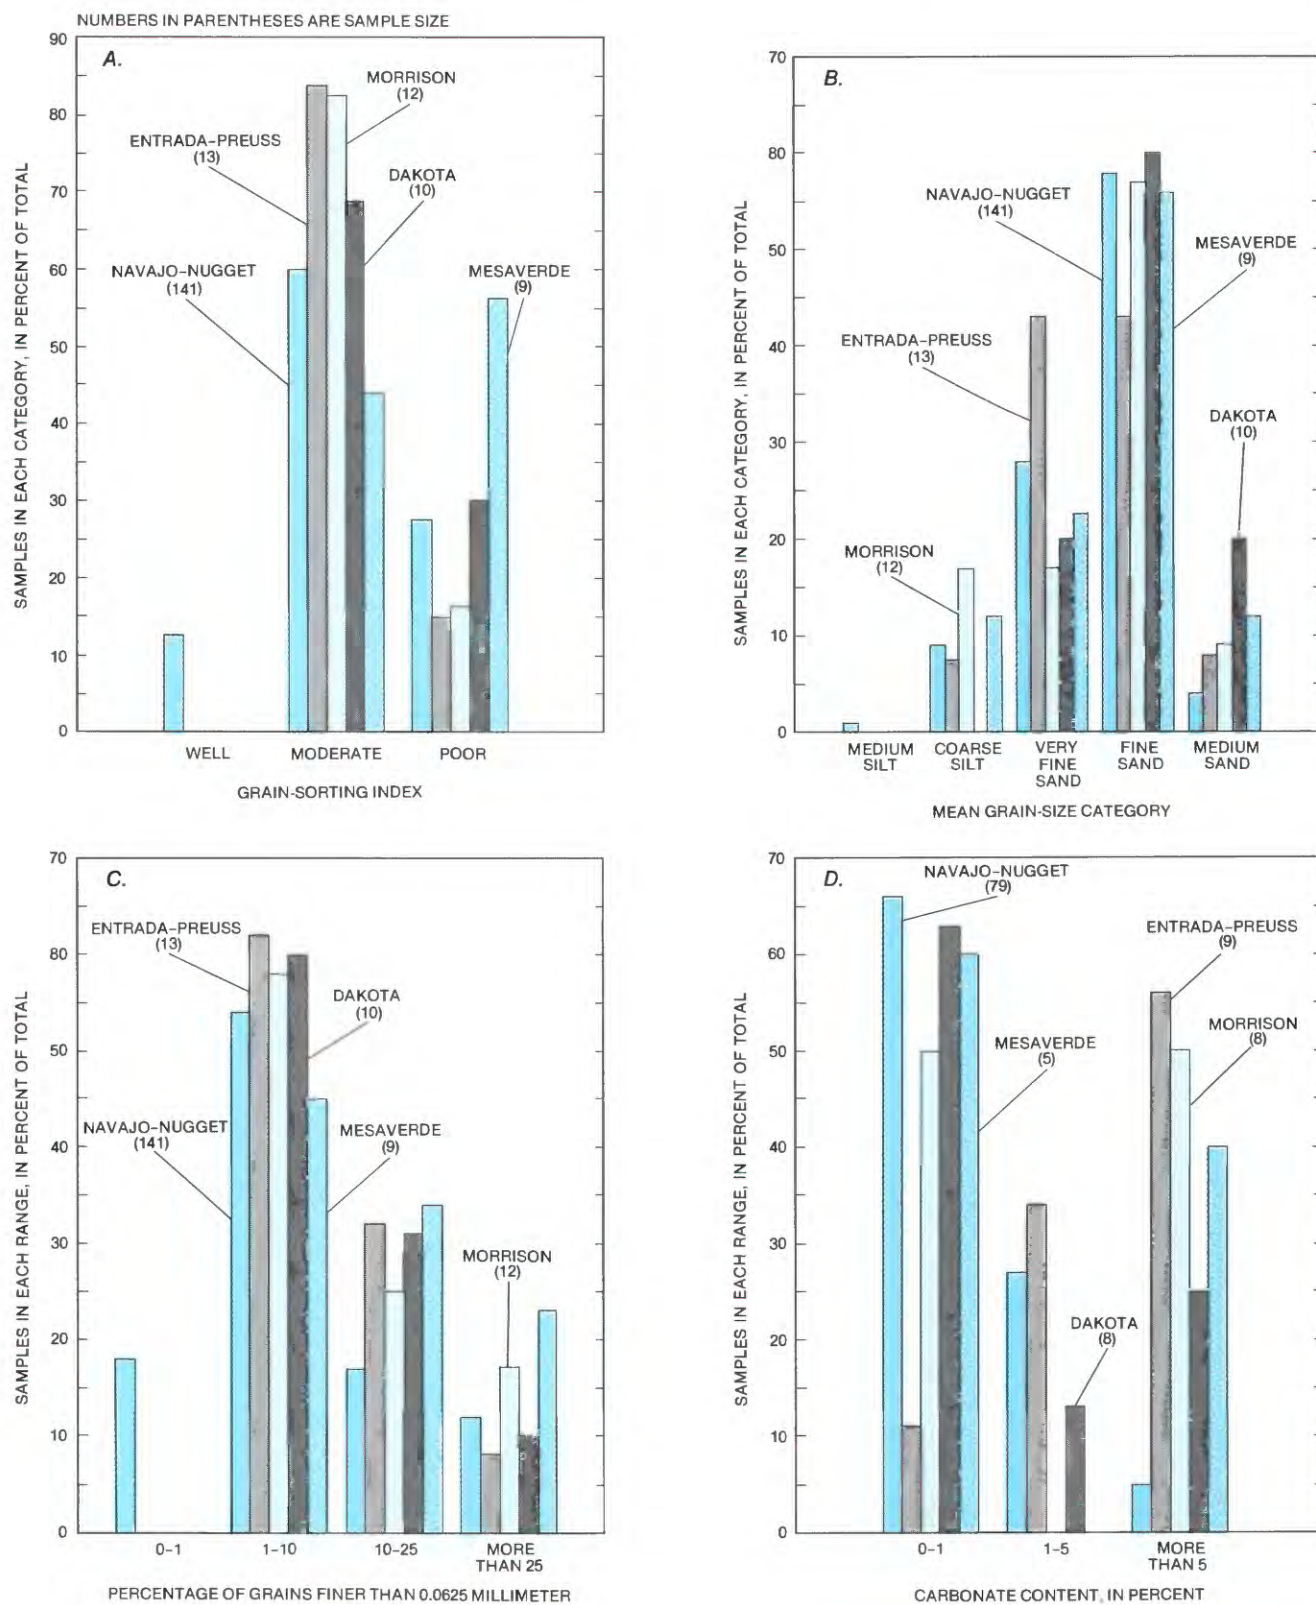 NUMBERS IN PARENTHESES ARE SAMPLE SIZE
A.
SAMPLES IN EACH CATEGORY, IN PERCENT OF TOTAL
90
80
70
60
50
40
30
20
10
0
MORRISON
(12)
ENTRADA-PREUSS
(13)
DAKOTA
(10)
NAVAJO-NUGGET
(141)
MESAVERDE
(9)
WELL
MODERATE
POOR
GRAIN-SORTING INDEX
B.
SAMPLES IN EACH CATEGORY, IN PERCENT OF TOTAL
70
80
50
40
30
20
10
0
NAVAJO-NUGGET
(141)
MESAVERDE
(9)
ENTRADA-PREUSS
(13)
DAKOTA
(10)
MORRISON
(12)
MEDIUM
SILT
COARSE
SILT
VERY
FINE
SAND
FINE
SAND
MEDIUM
SAND
MEAN GRAIN-SIZE CATEGORY
C.
SAMPLES IN EACH RANGE, IN PERCENT OF TOTAL
70
80
50
40
30
20
10
0
ENTRADA-PREUSS
(13)
DAKOTA
(10)
NAVAJO-NUGGET
(141)
MESAVERDE
(9)
MORRISON
(12)
0-1
1-10
10-25
MORE
THAN 25
PERCENTAGE OF GRAINS FINER THAN 0.0625 MILLIMETER
D.
SAMPLES IN EACH RANGE, IN PERCENT OF TOTAL
70
60
50
40
30
20
10
0
NAVAJO-NUGGET
(79)
ENTRADA-PREUSS
(9)
MORRISON
(8)
MESAVERDE
(5)
DAKOTA
(8)
0-1
1-5
MORE
THAN 5
CARBONATE CONTENT, IN PERCENT